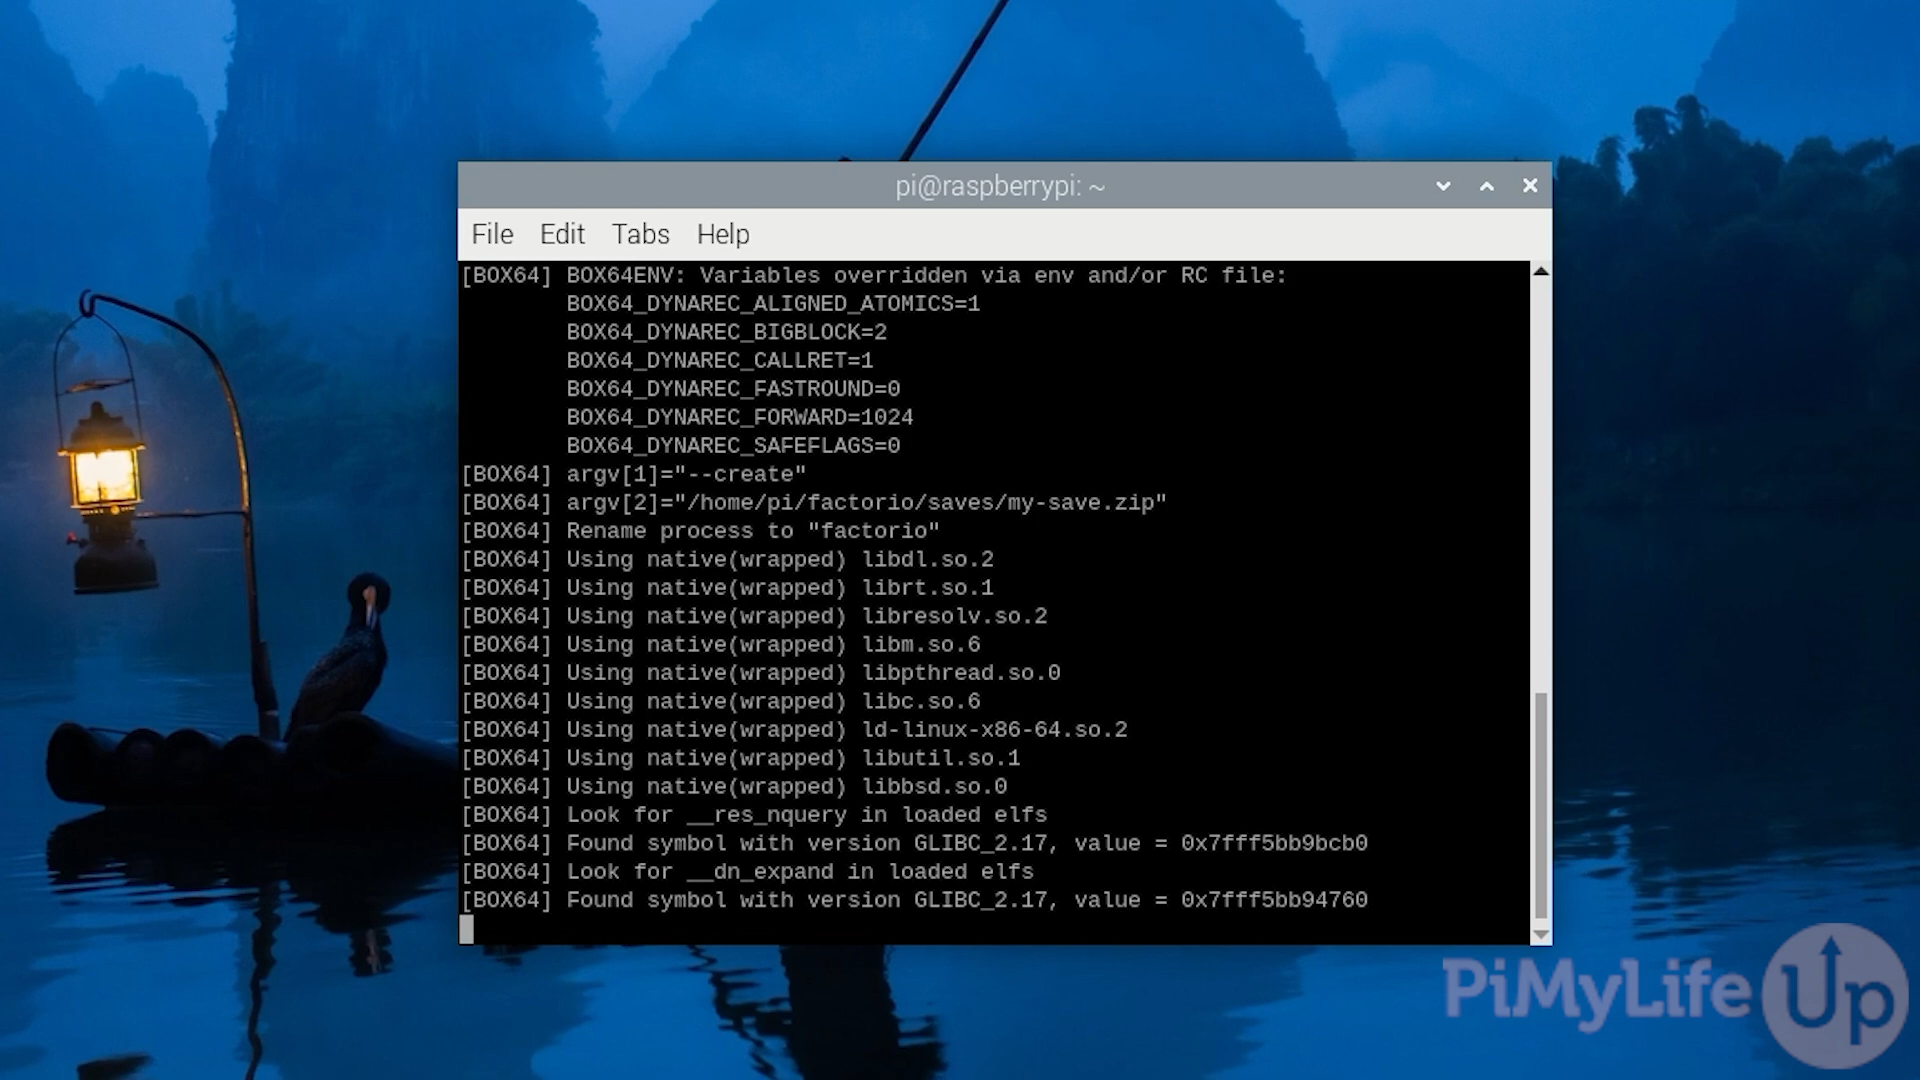 pi@raspberrypi: ~
File Edit Tabs Help
[BOX64] BOX64ENV: Variables overridden via env and/or RC file:
BOX64_DYNAREC_ALIGNED_ATOMICS=1
BOX64_DYNAREC_BIGBLOCK=2
BOX64_DYNAREC_CALLRET=1
BOX64_DYNAREC_FASTROUND=0
BOX64_DYNAREC_FORWARD=1024
BOX64_DYNAREC_SAFEFLAGS=0
[BOX64] argv[1]="--create"
[BOX64] argv[2]="/home/pi/factorio/saves/my-save.zip"
[BOX64] Rename process to "factorio"
[BOX64] Using native(wrapped) libdl.so.2
[BOX64] Using native(wrapped) librt.so.1
[BOX64] Using native(wrapped) libresolv.so.2
[BOX64] Using native(wrapped) libm.so.6
[BOX64] Using native(wrapped) libpthread.so.0
[BOX64] Using native(wrapped) libc.so.6
[BOX64] Using native(wrapped) ld-linux-x86-64.so.2
[BOX64] Using native(wrapped) libutil.so.1
[BOX64] Using native(wrapped) libbsd.so.0
[BOX64] Look for __res_nquery in loaded elfs
[BOX64] Found symbol with version GLIBC_2.17, value = 0x7fff5bb9bcb0
[BOX64] Look for __dn_expand in loaded elfs
[BOX64] Found symbol with version GLIBC_2.17, value = 0x7fff5bb94760
PiMyLifeUp